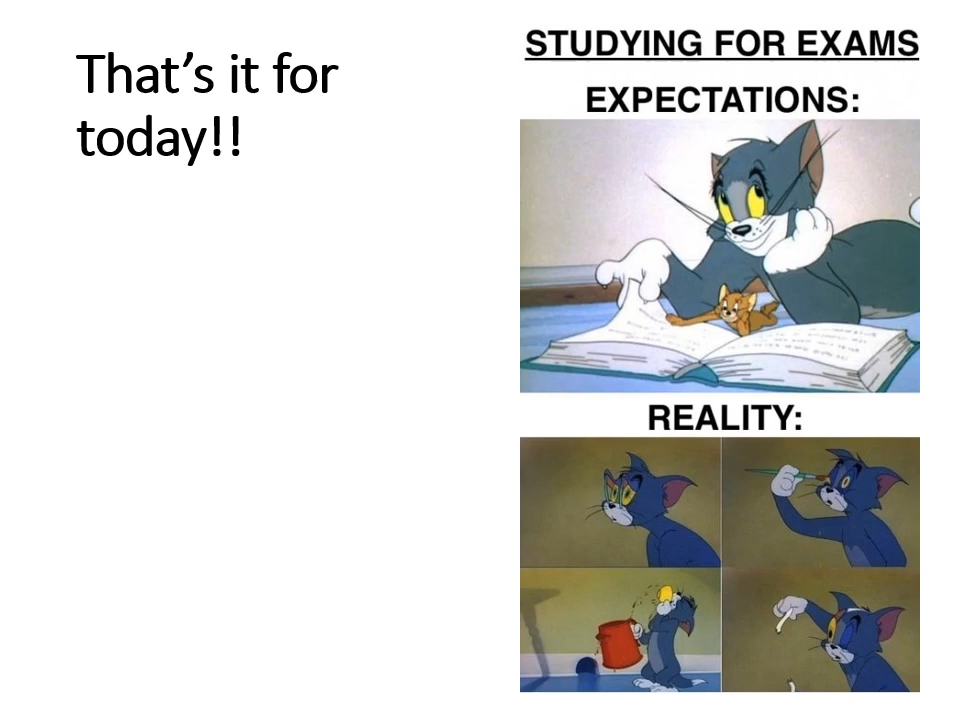 That’s it for
today!!
STUDYING FOR EXAMS
EXPECTATIONS:
REALITY: